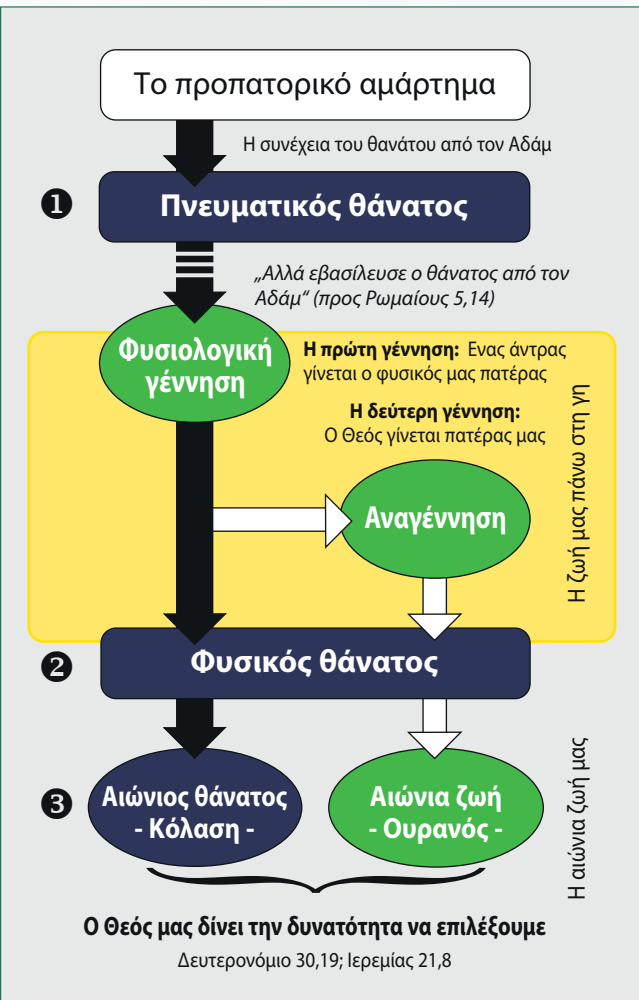 Το προπατορικό αμάρτημα
Η συνέχεια του θανάτου από τον Αδάμ
1
Πνευματικός θάνατος
„Αλλά εβασίλευσε ο θάνατος από τον
Αδάμ“ (προς Ρωμαίους 5,14)
Φυσιολογική
γέννηση
Η πρώτη γέννηση: Ενας άντρας
γίνεται ο φυσικός μας πατέρας
Η δεύτερη γέννηση:
Ο Θεός γίνεται πατέρας μας
Αναγέννηση
Η ζωή μας πάνω στη γη
2
Φυσικός θάνατος
3
Αιώνιος θάνατος
- Κόλαση -
Αιώνια ζωή
- Ουρανός -
Η αιώνια ζωή μας
Ο Θεός μας δίνει την δυνατότητα να επιλέξουμε
Δευτερονόμιο 30,19; Ιερεμίας 21,8